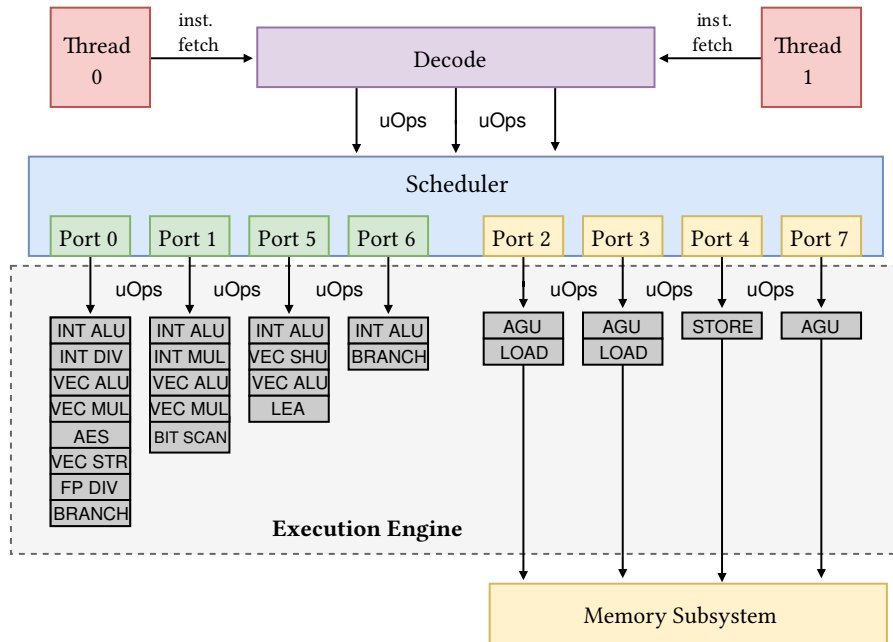 Thread
0
inst.
fetch
Decode
inst.
fetch
Thread
1
uOps
uOps
Scheduler
Port 0
Port 1
Port 5
Port 6
Port 2
Port 3
Port 4
Port 7
uOps
uOps
uOps
uOps
uOps
uOps
INT ALU
INT DIV
VEC ALU
VEC MUL
AES
VEC STR
FP DIV
BRANCH
INT ALU
INT MUL
VEC ALU
VEC MUL
BIT SCAN
INT ALU
VEC SHU
VEC ALU
LEA
INT ALU
BRANCH
AGU
LOAD
AGU
LOAD
STORE
AGU
Execution Engine
Memory Subsystem